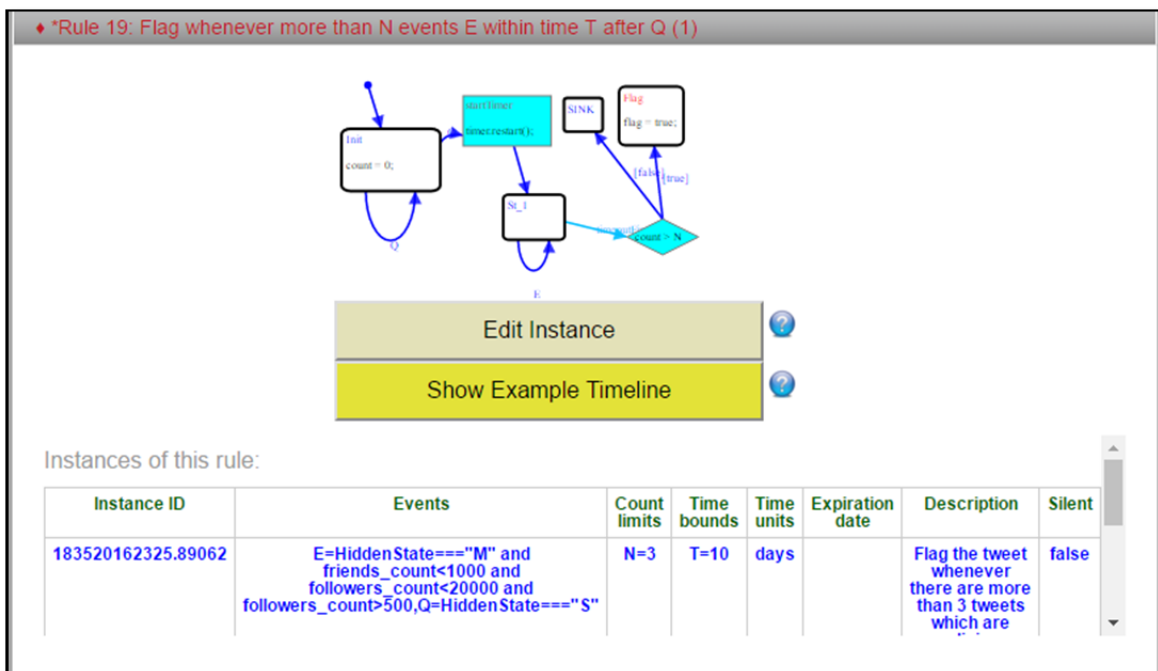 ♦ *Rule 19: Flag whenever more than N events E within time T after Q (1)
startTimer
timer.restart();
SINK
Flag
flag = true;
Init
count = 0;
Q
[false]
[true]
St_1
count > N
E
Edit Instance
Show Example Timeline
Instances of this rule:
Instance ID
Events
Count
limits
Time
bounds
Time
units
Expiration
date
Description
Silent
183520162325.89062
E=HiddenState==="M" and
friends_count<1000 and
followers_count<20000 and
followers_count>500,Q=HiddenState==="S"
N=3
T=10
days
Flag the tweet
whenever
there are more
than 3 tweets
which are
false